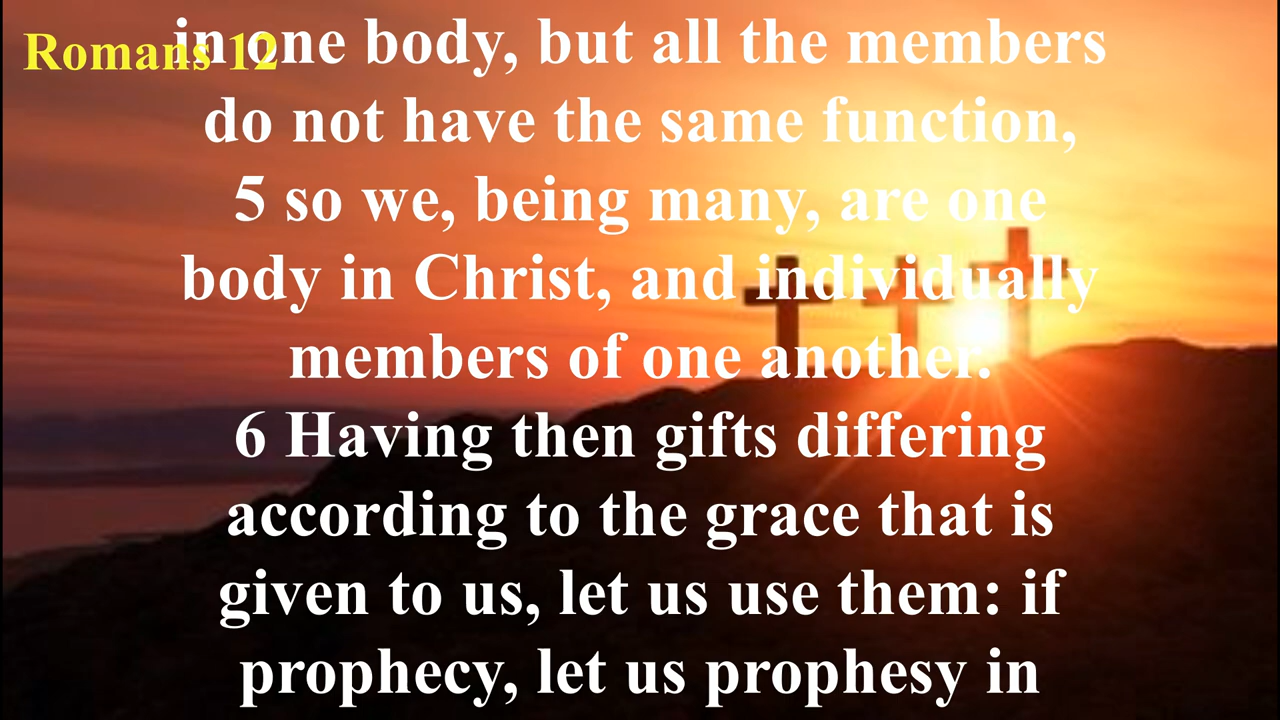 Romans 12
in one body, but all the members
do not have the same function,
5 so we, being many, are one
body in Christ, and individually
members of one another.
6 Having then gifts differing
according to the grace that is
given to us, let us use them: if
prophecy, let us prophesy in